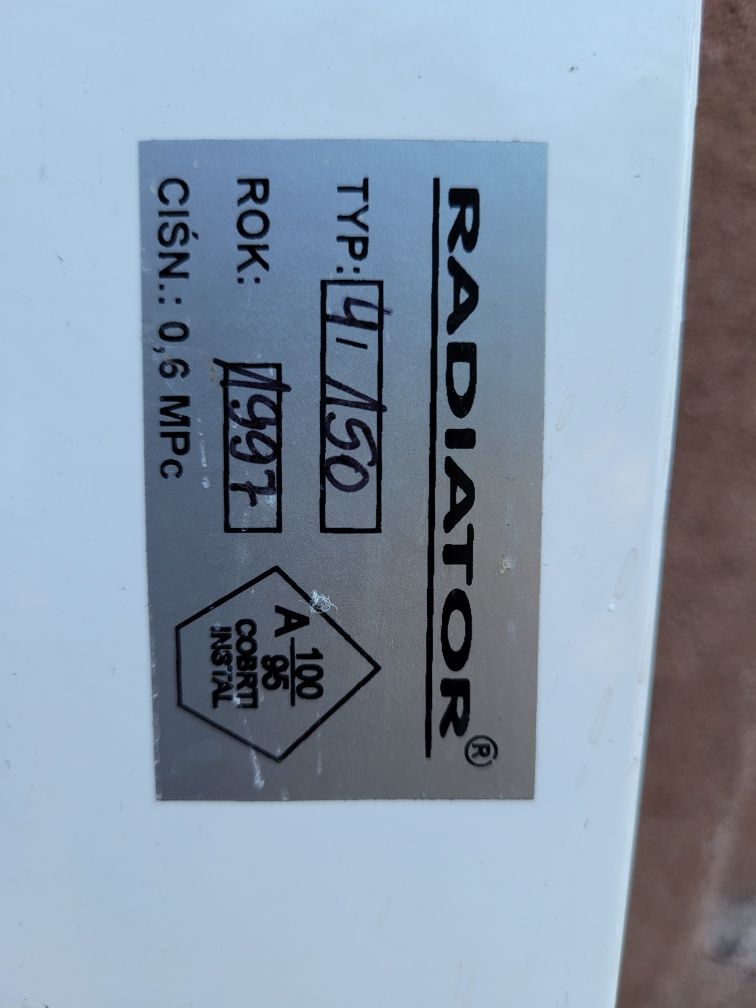 RADIATOR®
TYP: 4-/150
ROK: 1997
CIŚN.: 0,6 MPc
A 100/95
COBRTI
INSTAL